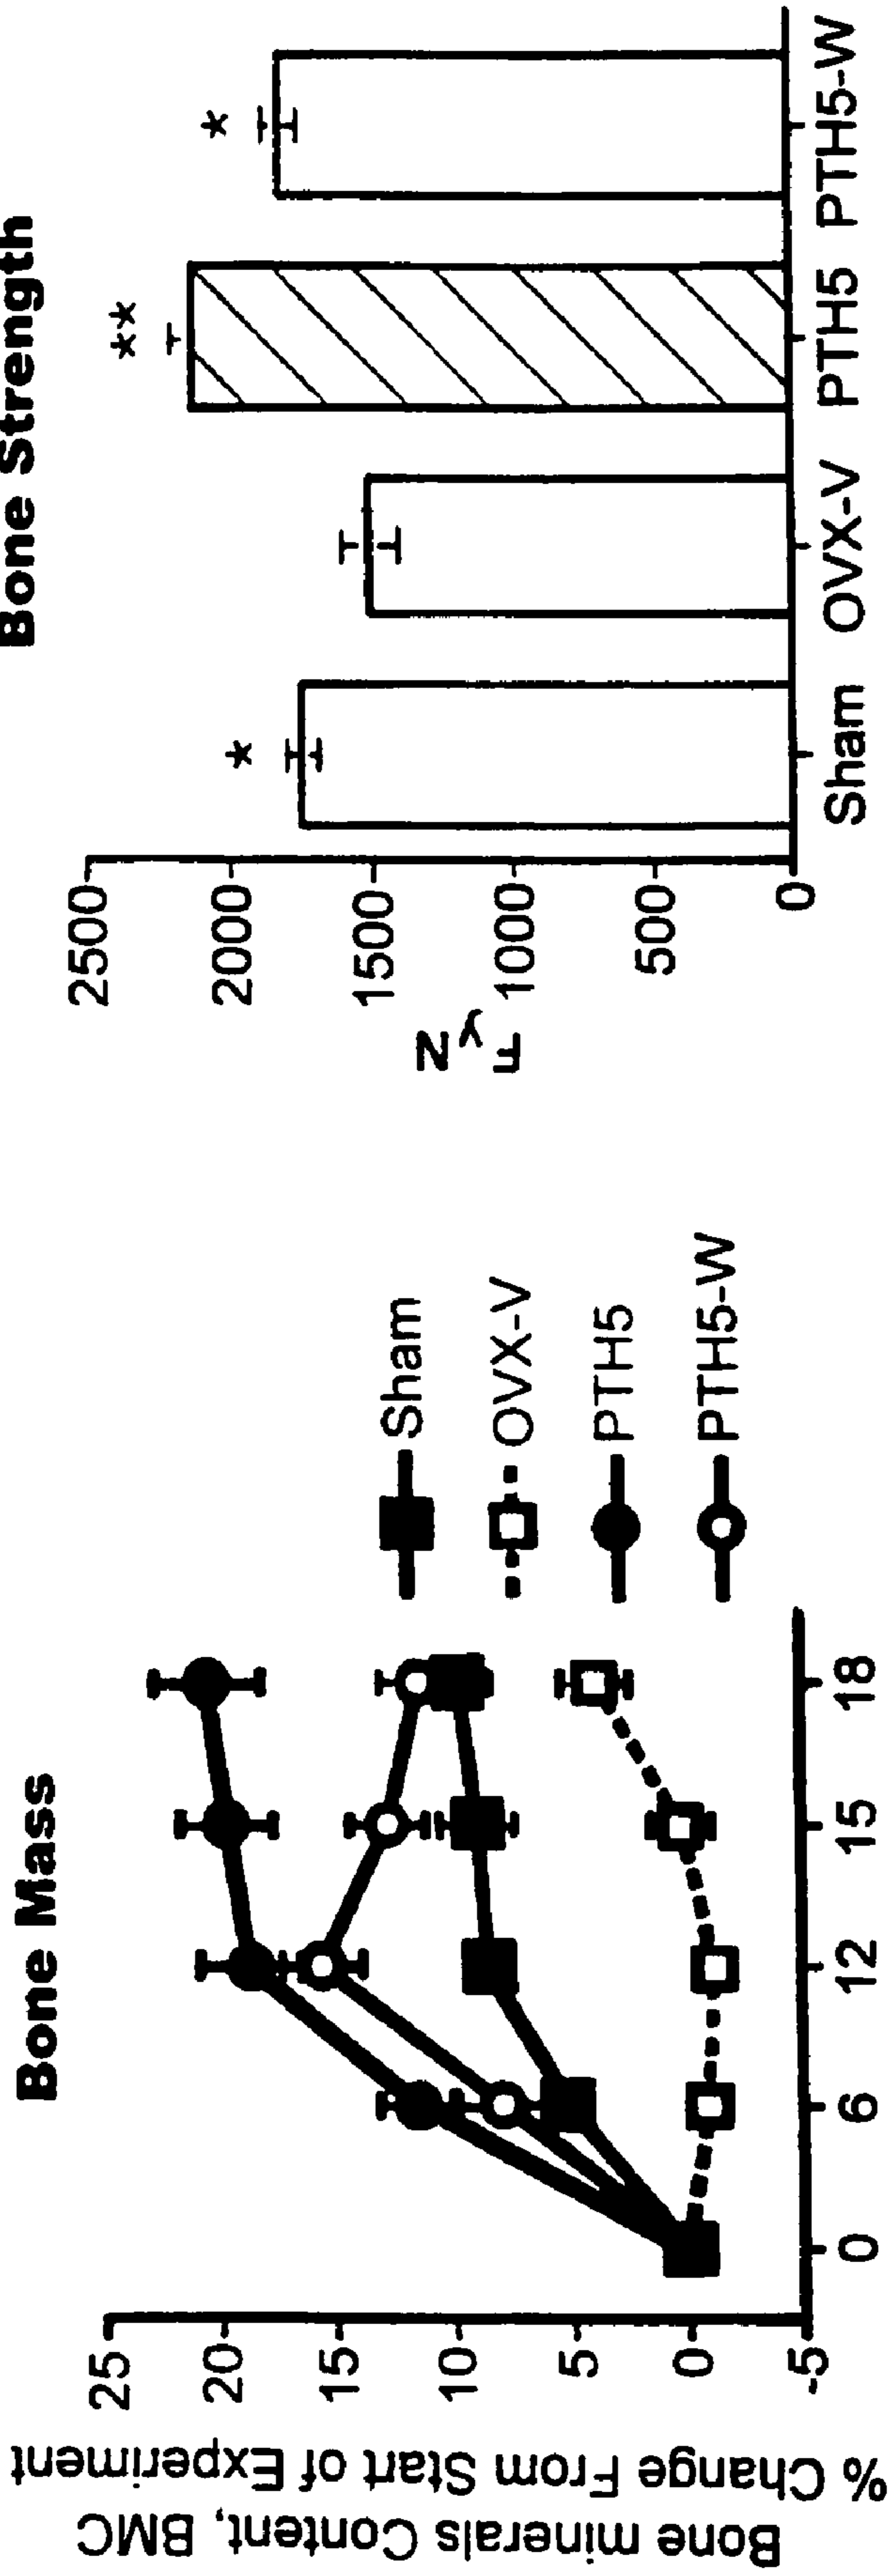 Bone Mass
Bone minerals Content, BMC
% Change From Start of Experiment
25
20
15
10
5
0
-5
0 6 12 15 18
Sham
OVX-V
PTH5
PTH5-W
Bone Strength
FyN
2500
2000
1500
1000
500
0
* ** *
Sham OVX-V PTH5 PTH5-W